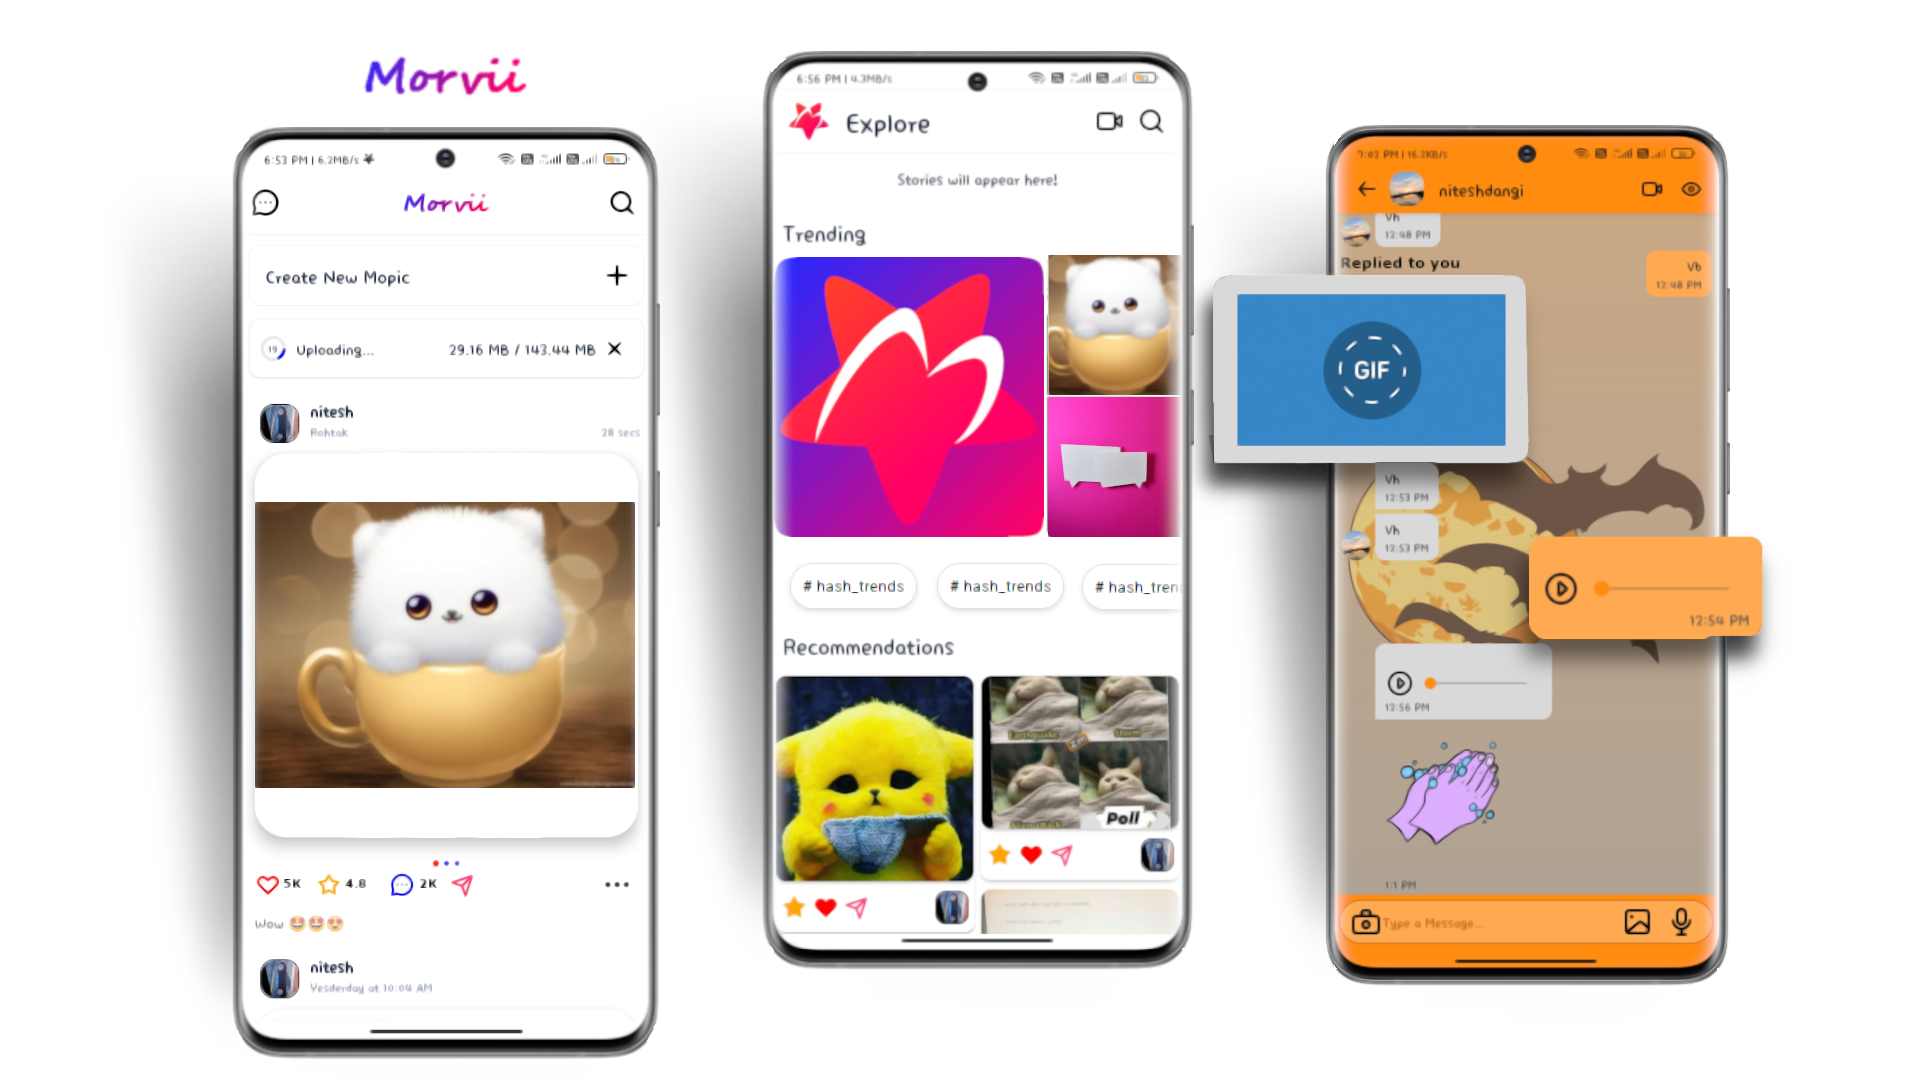 Morvii
6:53 PM | 6.2MB/s
Morvii
Create New Mopic
19 Uploading... 29.16 MB / 143.44 MB
nitesh
Rohtak 28 secs
5K 4.8 2K
Wow 🤩🤩😍
nitesh
Yesderday at 10:04 AM
6:56 PM | 4.3MB/s
Explore
Stories will appear here!
Trending
# hash_trends # hash_trends # hash_tren
Recommendations
Earthquake Storm
Poll
7:02 PM | 16.2KB/s
niteshdangi
Vh
12:48 PM
Replied to you
Vb
12:48 PM
GIF
Vh
12:53 PM
Vh
12:53 PM
12:54 PM
12:56 PM
1:1 PM
Type a Message...